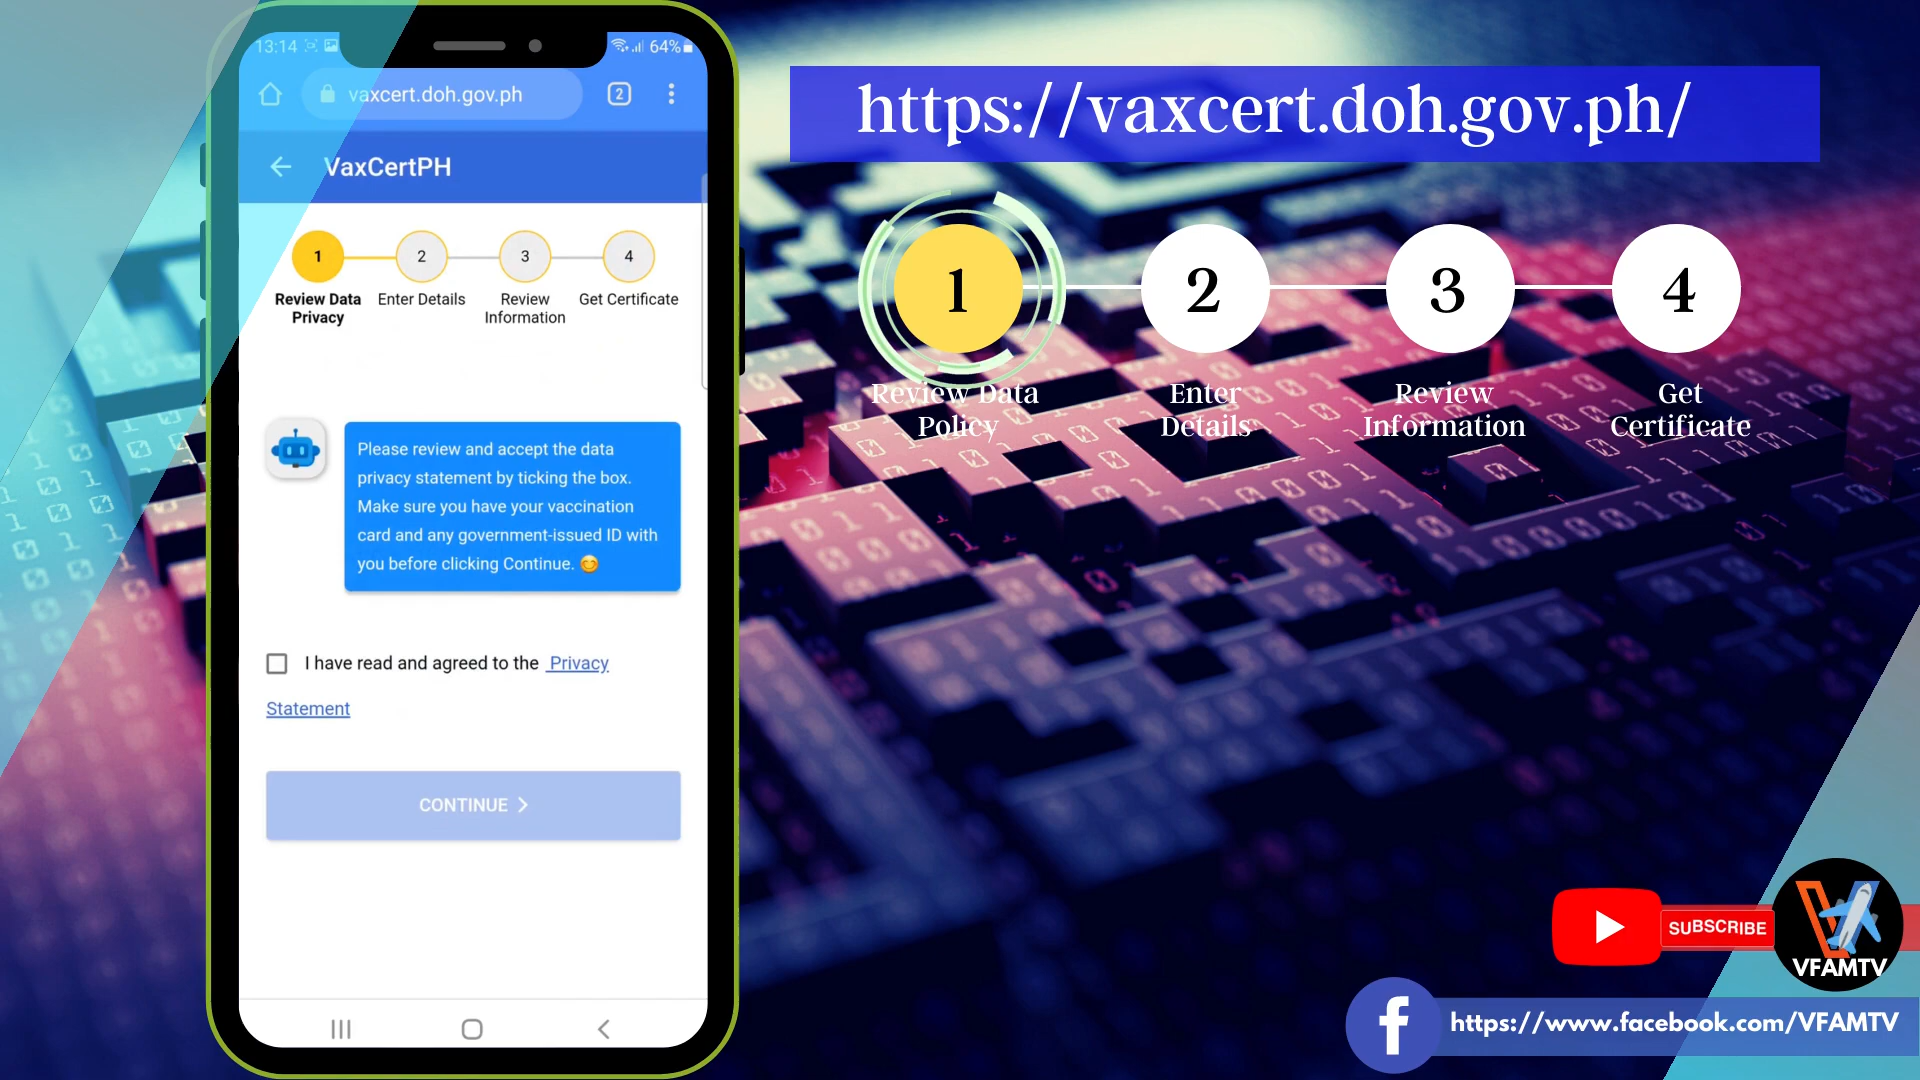 13:14
64%
vaxcert.doh.gov.ph
2
VaxCertPH
1
2
3
4
Review Data
Privacy
Enter Details
Review
Information
Get Certificate
Please review and accept the data
privacy statement by ticking the box.
Make sure you have your vaccination
card and any government-issued ID with
you before clicking Continue. 😊
I have read and agreed to the Privacy
Statement
CONTINUE
https://vaxcert.doh.gov.ph/
1
2
3
4
Review Data
Policy
Enter
Details
Review
Information
Get
Certificate
SUBSCRIBE
VFAMTV
https://www.facebook.com/VFAMTV